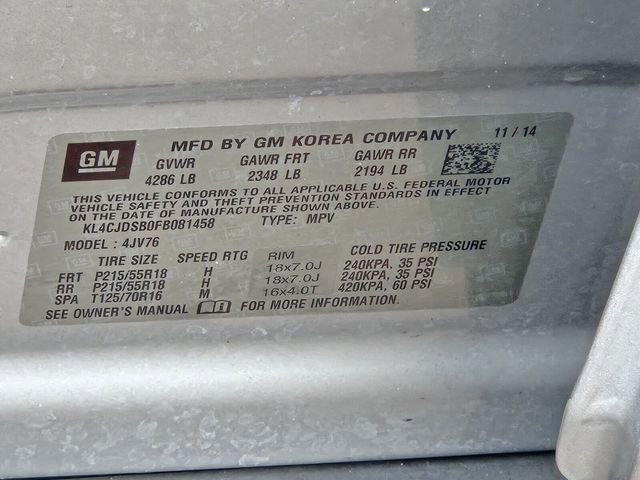 GM
MFD BY GM KOREA COMPANY 11 / 14
GVWR GAWR FRT GAWR RR
4286 LB 2348 LB 2194 LB
THIS VEHICLE CONFORMS TO ALL APPLICABLE U.S. FEDERAL MOTOR
VEHICLE SAFETY AND THEFT PREVENTION STANDARDS IN EFFECT
ON THE DATE OF MANUFACTURE SHOWN ABOVE.
KL4CJDSB0FB081458 TYPE: MPV
MODEL : 4JV76
TIRE SIZE SPEED RTG RIM COLD TIRE PRESSURE
FRT P215/55R18 H 18x7.0J 240KPA, 35 PSI
RR P215/55R18 H 18x7.0J 240KPA, 35 PSI
SPA T125/70R16 M 16x4.0T 420KPA, 60 PSI
SEE OWNER'S MANUAL FOR MORE INFORMATION.